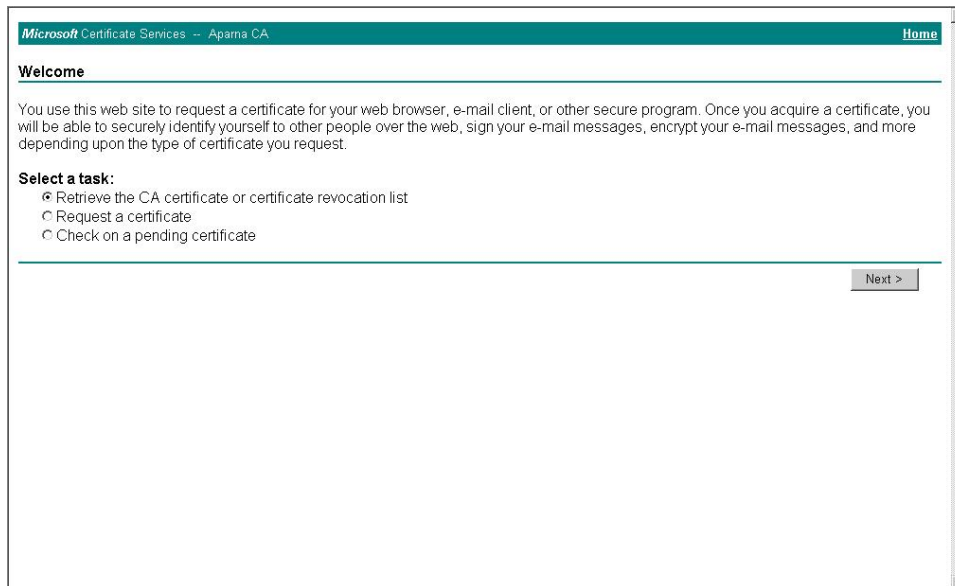 Microsoft Certificate Services -- Aparna CA Home
Welcome
You use this web site to request a certificate for your web browser, e-mail client, or other secure program. Once you acquire a certificate, you
will be able to securely identify yourself to other people over the web, sign your e-mail messages, encrypt your e-mail messages, and more
depending upon the type of certificate you request.
Select a task:
Retrieve the CA certificate or certificate revocation list
Request a certificate
Check on a pending certificate
Next >